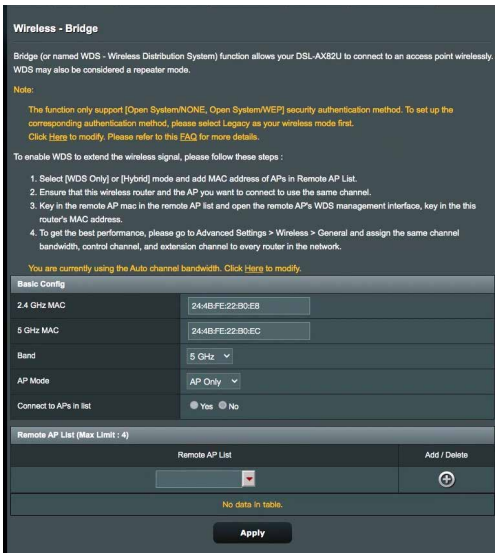 Wireless - Bridge
Bridge (or named WDS - Wireless Distribution System) function allows your DSL-AX82U to connect to an access point wirelessly.
WDS may also be considered a repeater mode.
Note:
The function only support [Open System/NONE, Open System/WEP] security authentication method. To set up the
corresponding authentication method, please select Legacy as your wireless mode first.
Click Here to modify. Please refer to this FAQ for more details.
To enable WDS to extend the wireless signal, please follow these steps :
1. Select [WDS Only] or [Hybrid] mode and add MAC address of APs in Remote AP List.
2. Ensure that this wireless router and the AP you want to connect to use the same channel.
3. Key in the remote AP mac in the remote AP list and open the remote AP's WDS management interface, key in the this
router's MAC address.
4. To get the best performance, please go to Advanced Settings > Wireless > General and assign the same channel
bandwidth, control channel, and extension channel to every router in the network.
You are currently using the Auto channel bandwidth. Click Here to modify.
Basic Config
2.4 GHz MAC 24:4B:FE:22:B0:E8
5 GHz MAC 24:4B:FE:22:B0:EC
Band 5 GHz
AP Mode AP Only
Connect to APs in list Yes No
Remote AP List (Max Limit : 4)
Remote AP List Add / Delete
No data in table.
Apply